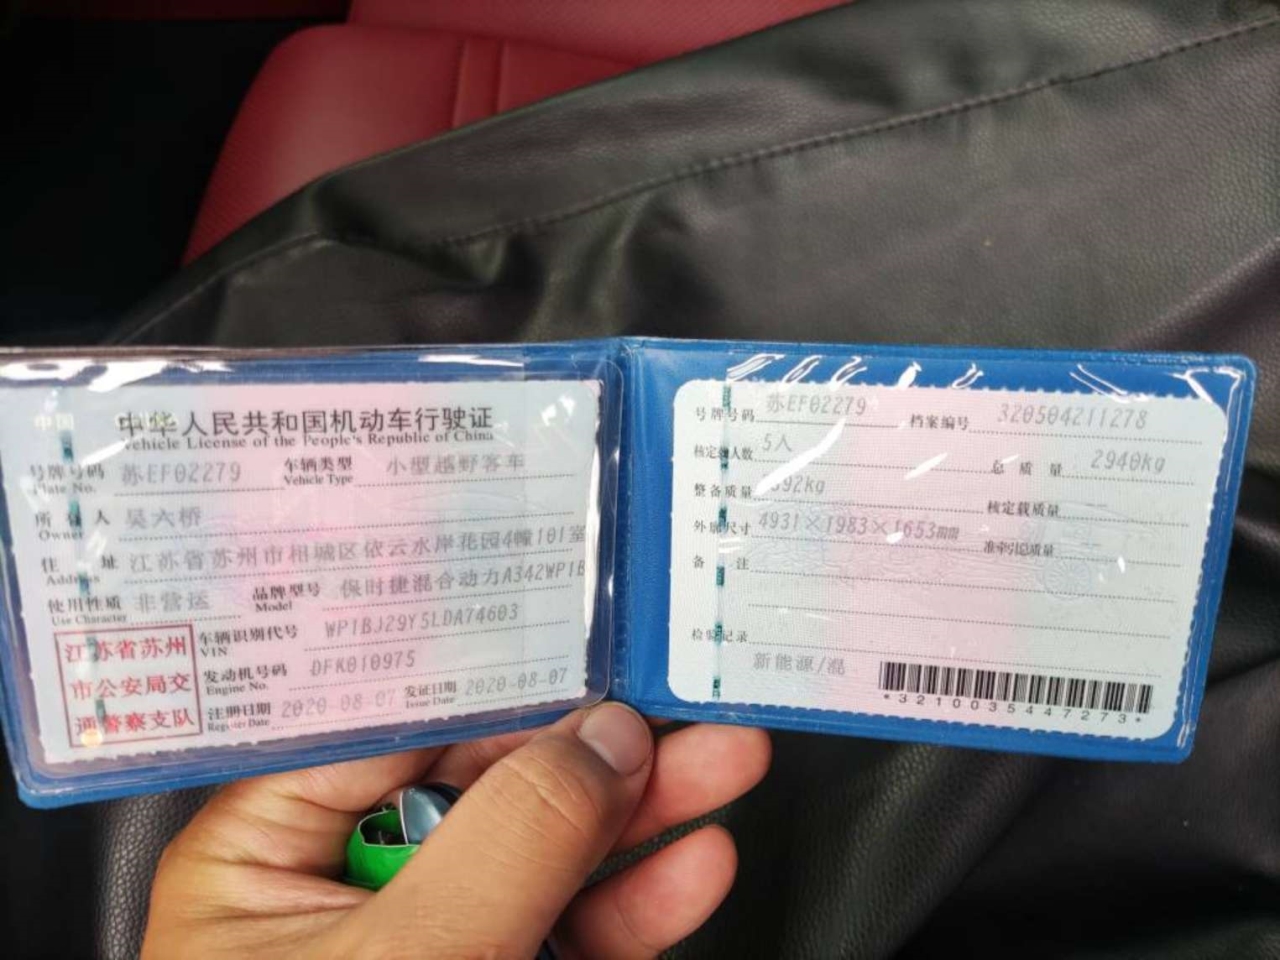 中国
中华人民共和国机动车行驶证
Vehicle License of the People's Republic of China
号牌号码 苏EF02279 车辆类型 小型越野客车
Plate No. Vehicle Type
所有人 吴六桥
Owner
住址 江苏省苏州市相城区依云水岸花园4幢101室
Address
使用性质 非营运 品牌型号 保时捷混合动力A342WP1B
Use Character Model
江苏省苏州
市公安局交
通警察支队
车辆识别代号 WP1BJ29Y5LDA74603
VIN
发动机号码 DFK010975
Engine No.
注册日期 2020-08-07 发证日期 2020-08-07
Register Date Issue Date
号牌号码 苏EF02279 档案编号 320504211278
核定载人数 5人 总质量 2940kg
整备质量 392kg 核定载质量 --
外廓尺寸 4931×1983×1653mm 准牵引总质量 --
备注
检验记录
新能源/混
*3210035447273*